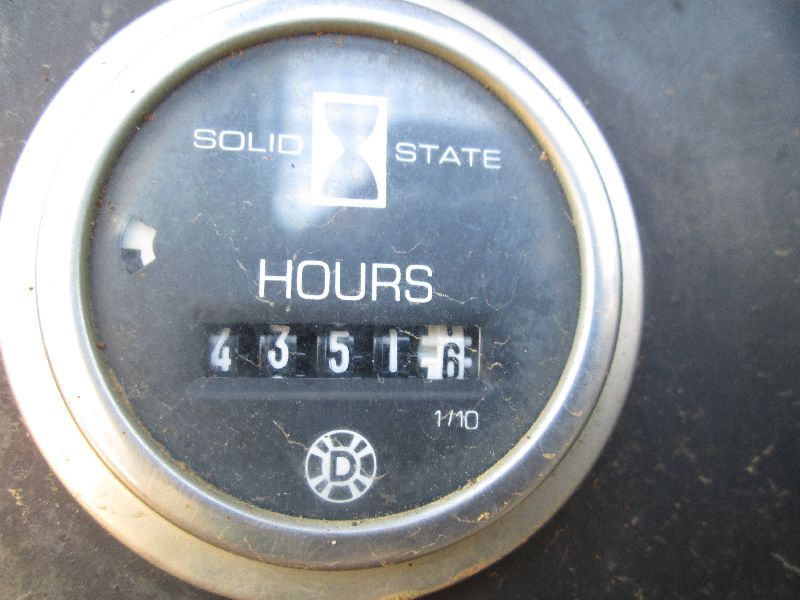 SOLID STATE
HOURS
43516
1/10
D